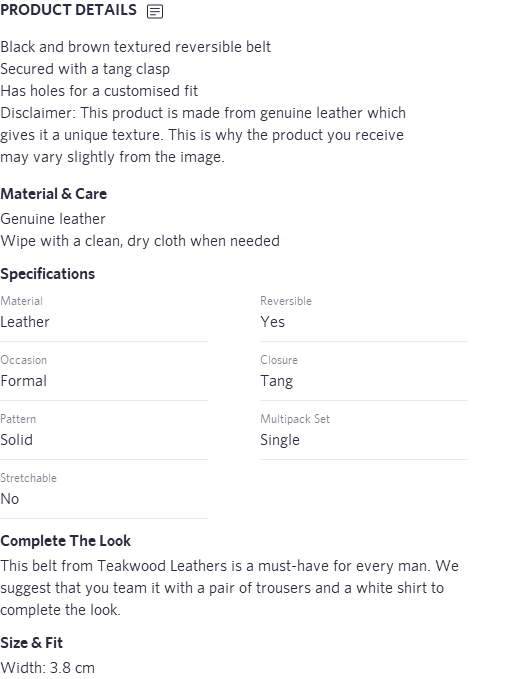 PRODUCT DETAILS
Black and brown textured reversible belt
Secured with a tang clasp
Has holes for a customised fit
Disclaimer: This product is made from genuine leather which
gives it a unique texture. This is why the product you receive
may vary slightly from the image.
Material & Care
Genuine leather
Wipe with a clean, dry cloth when needed
Specifications
Material
Leather
Reversible
Yes
Occasion
Formal
Closure
Tang
Pattern
Solid
Multipack Set
Single
Stretchable
No
Complete The Look
This belt from Teakwood Leathers is a must-have for every man. We
suggest that you team it with a pair of trousers and a white shirt to
complete the look.
Size & Fit
Width: 3.8 cm